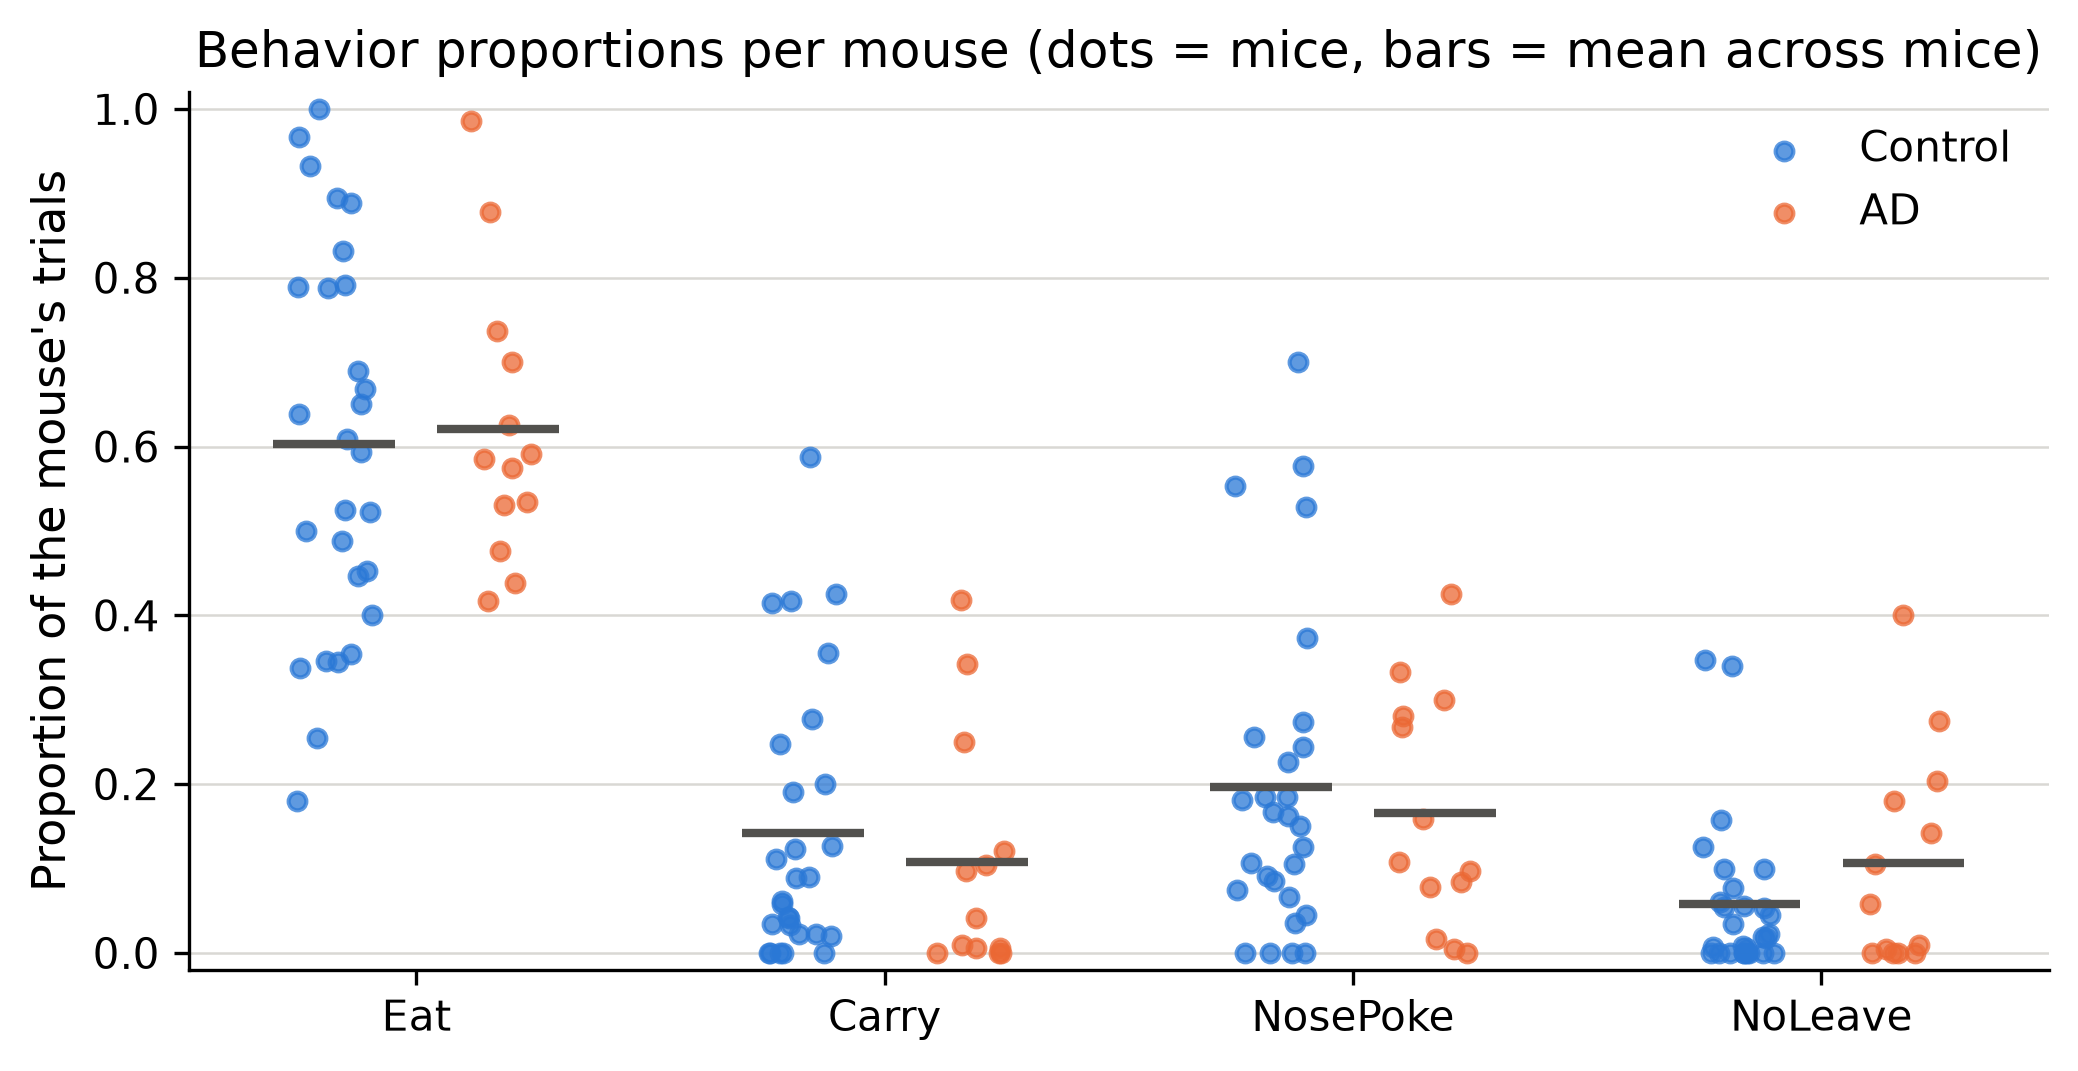 Behavior proportions per mouse (dots = mice, bars = mean across mice)
Proportion of the mouse's trials
1.0
0.8
0.6
0.4
0.2
0.0
Control
AD
Eat
Carry
NosePoke
NoLeave